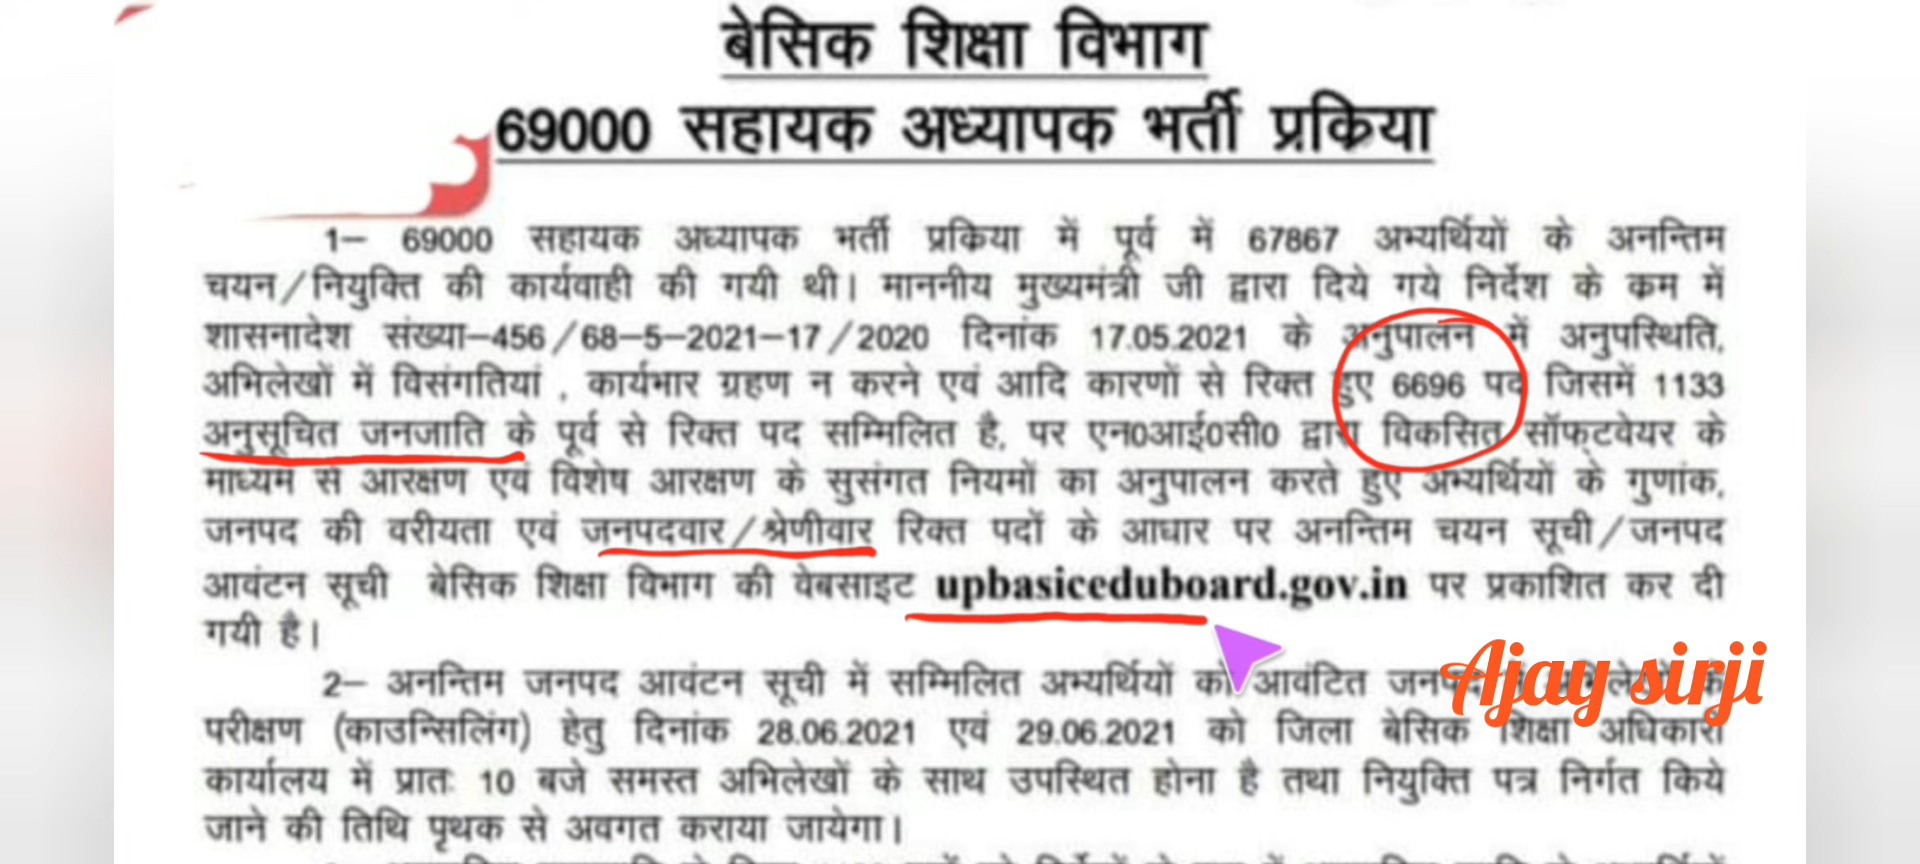 बेसिक शिक्षा विभाग
69000 सहायक अध्यापक भर्ती प्रक्रिया
1– 69000 सहायक अध्यापक भर्ती प्रक्रिया में पूर्व में 67867 अभ्यर्थियों के अनन्तिम
चयन/नियुक्ति की कार्यवाही की गयी थी। माननीय मुख्यमंत्री जी द्वारा दिये गये निर्देश के क्रम में
शासनादेश संख्या–456/68–5–2021–17/2020 दिनांक 17.05.2021 के अनुपालन में अनुपस्थिति,
अभिलेखों में विसंगतियां , कार्यभार ग्रहण न करने एवं आदि कारणों से रिक्त हुए 6696 पद जिसमें 1133
अनुसूचित जनजाति के पूर्व से रिक्त पद सम्मिलित है, पर एन0आई0सी0 द्वारा विकसित सॉफ्टवेयर के
माध्यम से आरक्षण एवं विशेष आरक्षण के सुसंगत नियमों का अनुपालन करते हुए अभ्यर्थियों के गुणांक,
जनपद की वरीयता एवं जनपदवार/श्रेणीवार रिक्त पदों के आधार पर अनन्तिम चयन सूची/जनपद
आवंटन सूची बेसिक शिक्षा विभाग की वेबसाइट upbasiceduboard.gov.in पर प्रकाशित कर दी
गयी है।
2– अनन्तिम जनपद आवंटन सूची में सम्मिलित अभ्यर्थियों को आवंटित
Ajay sirji
परीक्षण (काउन्सिलिंग) हेतु दिनांक 28.06.2021 एवं 29.06.2021 को जिला बेसिक शिक्षा अधिकारी
कार्यालय में प्रातः 10 बजे समस्त अभिलेखों के साथ उपस्थित होना है तथा नियुक्ति पत्र निर्गत किये
जाने की तिथि पृथक से अवगत कराया जायेगा।